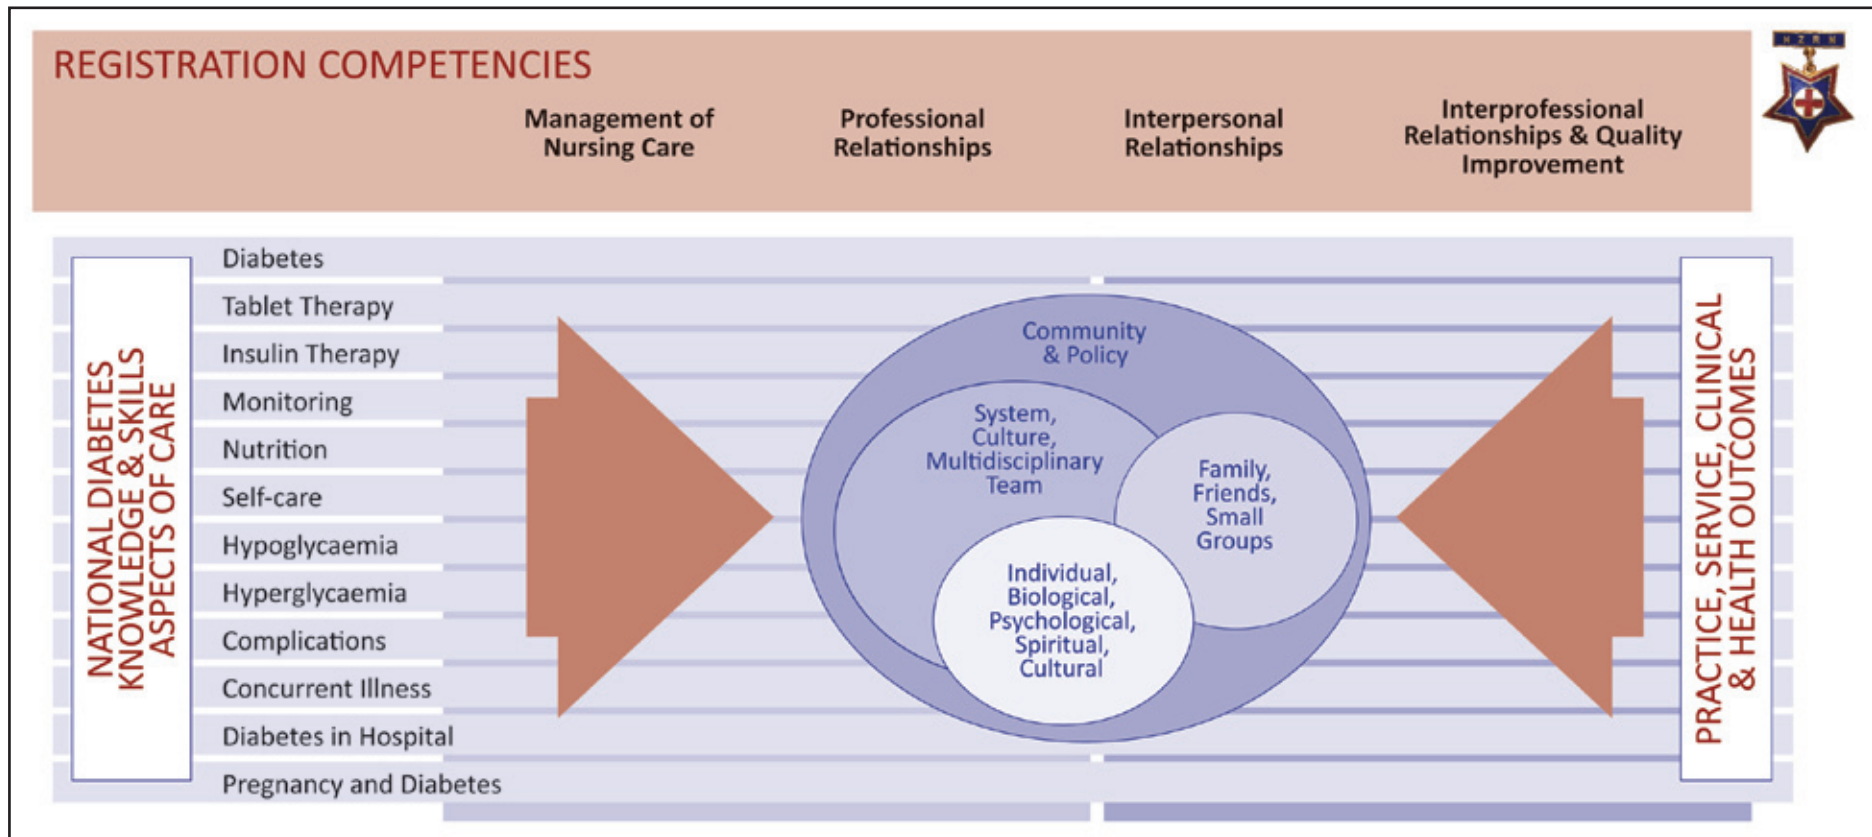 REGISTRATION COMPETENCIES
Management of
Nursing Care
Professional
Relationships
Interpersonal
Relationships
Interprofessional
Relationships & Quality
Improvement
N Z R N
NATIONAL DIABETES
KNOWLEDGE & SKILLS
ASPECTS OF CARE
Diabetes
Tablet Therapy
Insulin Therapy
Monitoring
Nutrition
Self-care
Hypoglycaemia
Hyperglycaemia
Complications
Concurrent Illness
Diabetes in Hospital
Pregnancy and Diabetes
Community
& Policy
System,
Culture,
Multidisciplinary
Team
Family,
Friends,
Small
Groups
Individual,
Biological,
Psychological,
Spiritual,
Cultural
PRACTICE, SERVICE, CLINICAL
& HEALTH OUTCOMES